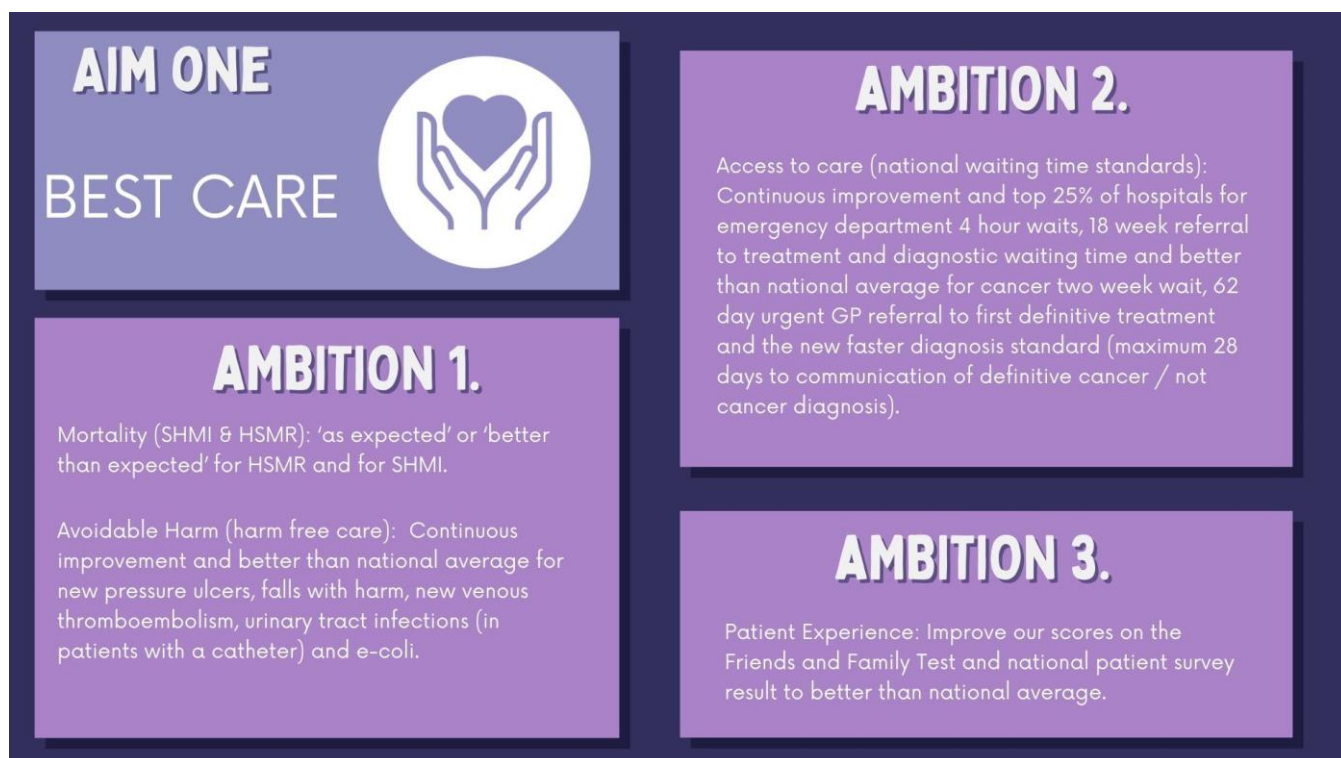 AIM ONE
BEST CARE
AMBITION 1.
Mortality (SHMI & HSMR): ‘as expected’ or ‘better
than expected’ for HSMR and for SHMI.
Avoidable Harm (harm free care):  Continuous
improvement and better than national average for
new pressure ulcers, falls with harm, new venous
thromboembolism, urinary tract infections (in
patients with a catheter) and e-coli.
AMBITION 2.
Access to care (national waiting time standards):
Continuous improvement and top 25% of hospitals for
emergency department 4 hour waits, 18 week referral
to treatment and diagnostic waiting time and better
than national average for cancer two week wait, 62
day urgent GP referral to first definitive treatment
and the new faster diagnosis standard (maximum 28
days to communication of definitive cancer / not
cancer diagnosis).
AMBITION 3.
Patient Experience: Improve our scores on the
Friends and Family Test and national patient survey
result to better than national average.